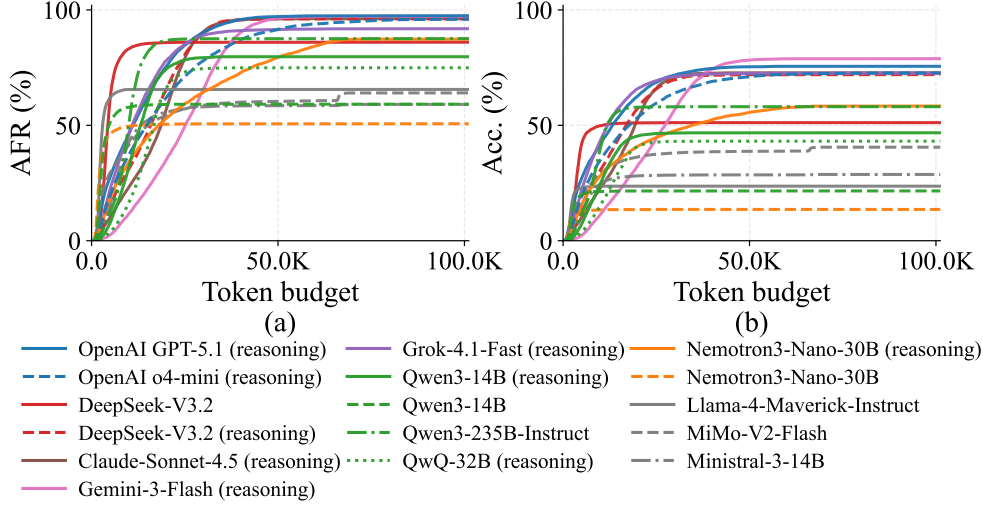 100
50
0
AFR (%)
0.0
50.0K
100.0K
Token budget
(a)
100
50
0
Acc. (%)
0.0
50.0K
100.0K
Token budget
(b)
OpenAI GPT-5.1 (reasoning)
OpenAI o4-mini (reasoning)
DeepSeek-V3.2
DeepSeek-V3.2 (reasoning)
Claude-Sonnet-4.5 (reasoning)
Gemini-3-Flash (reasoning)
Grok-4.1-Fast (reasoning)
Qwen3-14B (reasoning)
Qwen3-14B
Qwen3-235B-Instruct
QwQ-32B (reasoning)
Nemotron3-Nano-30B (reasoning)
Nemotron3-Nano-30B
Llama-4-Maverick-Instruct
MiMo-V2-Flash
Ministral-3-14B